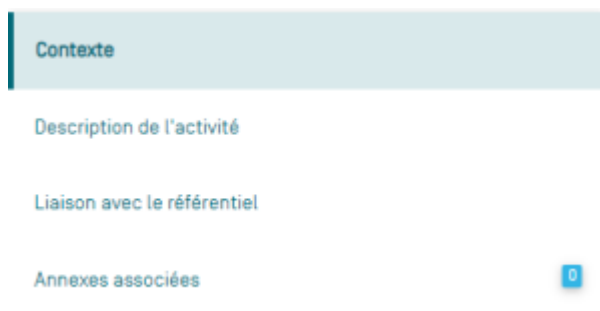 Contexte
Description de l'activité
Liaison avec le référentiel
Annexes associées 0